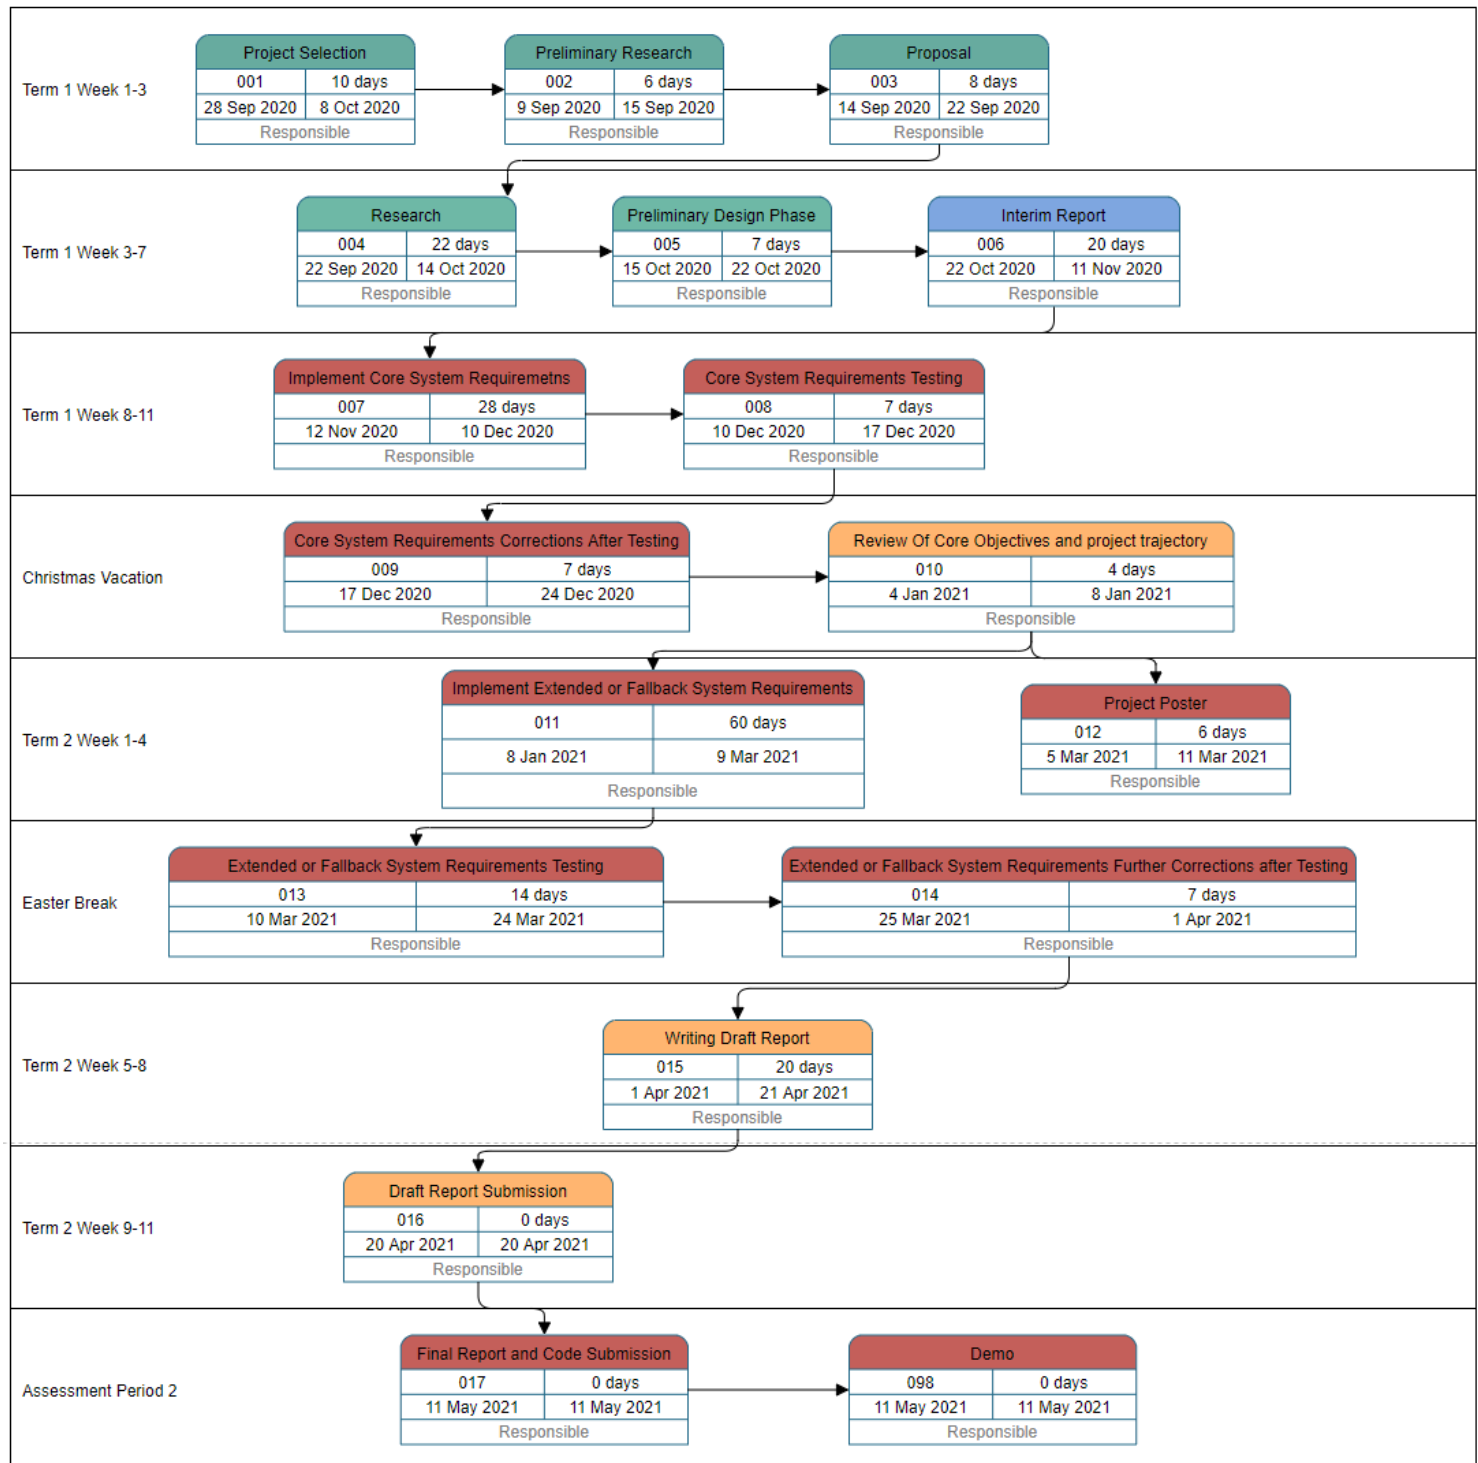 Term 1 Week 1-3
Project Selection
001 10 days
28 Sep 2020 8 Oct 2020
Responsible
Preliminary Research
002 6 days
9 Sep 2020 15 Sep 2020
Responsible
Proposal
003 8 days
14 Sep 2020 22 Sep 2020
Responsible
Term 1 Week 3-7
Research
004 22 days
22 Sep 2020 14 Oct 2020
Responsible
Preliminary Design Phase
005 7 days
15 Oct 2020 22 Oct 2020
Responsible
Interim Report
006 20 days
22 Oct 2020 11 Nov 2020
Responsible
Term 1 Week 8-11
Implement Core System Requiremetns
007 28 days
12 Nov 2020 10 Dec 2020
Responsible
Core System Requirements Testing
008 7 days
10 Dec 2020 17 Dec 2020
Responsible
Christmas Vacation
Core System Requirements Corrections After Testing
009 7 days
17 Dec 2020 24 Dec 2020
Responsible
Review Of Core Objectives and project trajectory
010 4 days
4 Jan 2021 8 Jan 2021
Responsible
Term 2 Week 1-4
Implement Extended or Fallback System Requirements
011 60 days
8 Jan 2021 9 Mar 2021
Responsible
Project Poster
012 6 days
5 Mar 2021 11 Mar 2021
Responsible
Easter Break
Extended or Fallback System Requirements Testing
013 14 days
10 Mar 2021 24 Mar 2021
Responsible
Extended or Fallback System Requirements Further Corrections after Testing
014 7 days
25 Mar 2021 1 Apr 2021
Responsible
Term 2 Week 5-8
Writing Draft Report
015 20 days
1 Apr 2021 21 Apr 2021
Responsible
Term 2 Week 9-11
Draft Report Submission
016 0 days
20 Apr 2021 20 Apr 2021
Responsible
Assessment Period 2
Final Report and Code Submission
017 0 days
11 May 2021 11 May 2021
Responsible
Demo
098 0 days
11 May 2021 11 May 2021
Responsible